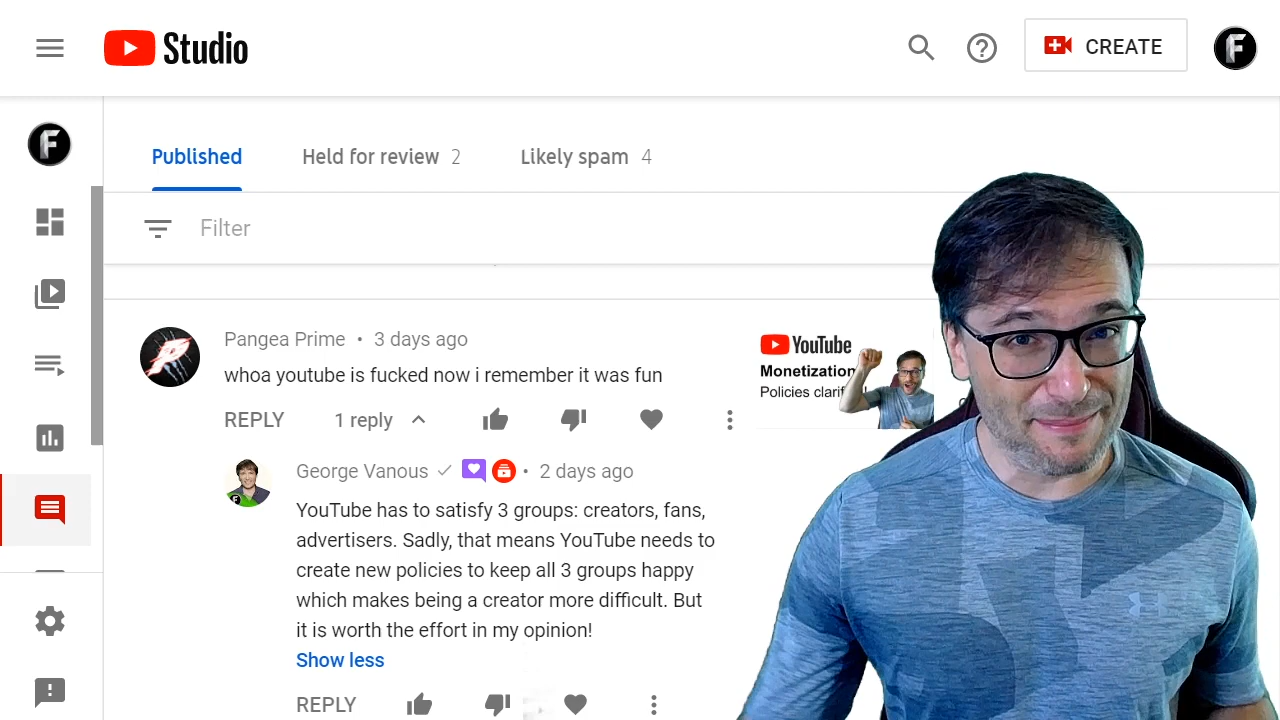 Studio
CREATE
F
F
Published
Held for review 2
Likely spam 4
Filter
Pangea Prime • 3 days ago
whoa youtube is fucked now i remember it was fun
REPLY
1 reply
YouTube
Monetization
Policies
George Vanous
• 2 days ago
YouTube has to satisfy 3 groups: creators, fans,
advertisers. Sadly, that means YouTube needs to
create new policies to keep all 3 groups happy
which makes being a creator more difficult. But
it is worth the effort in my opinion!
Show less
REPLY